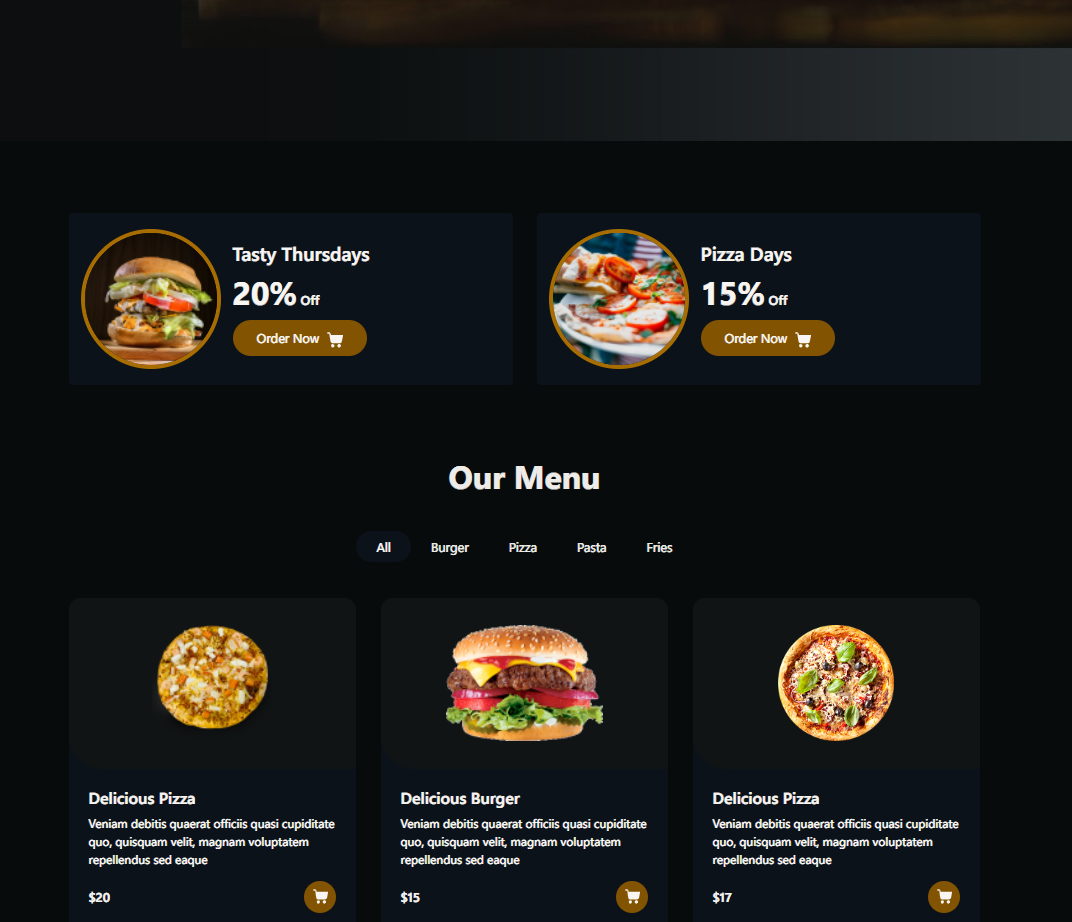 Tasty Thursdays
20% Off
Order Now
Pizza Days
15% Off
Order Now
Our Menu
All Burger Pizza Pasta Fries
Delicious Pizza
Veniam debitis quaerat officiis quasi cupiditate
quo, quisquam velit, magnam voluptatem
repellendus sed eaque
$20
Delicious Burger
Veniam debitis quaerat officiis quasi cupiditate
quo, quisquam velit, magnam voluptatem
repellendus sed eaque
$15
Delicious Pizza
Veniam debitis quaerat officiis quasi cupiditate
quo, quisquam velit, magnam voluptatem
repellendus sed eaque
$17